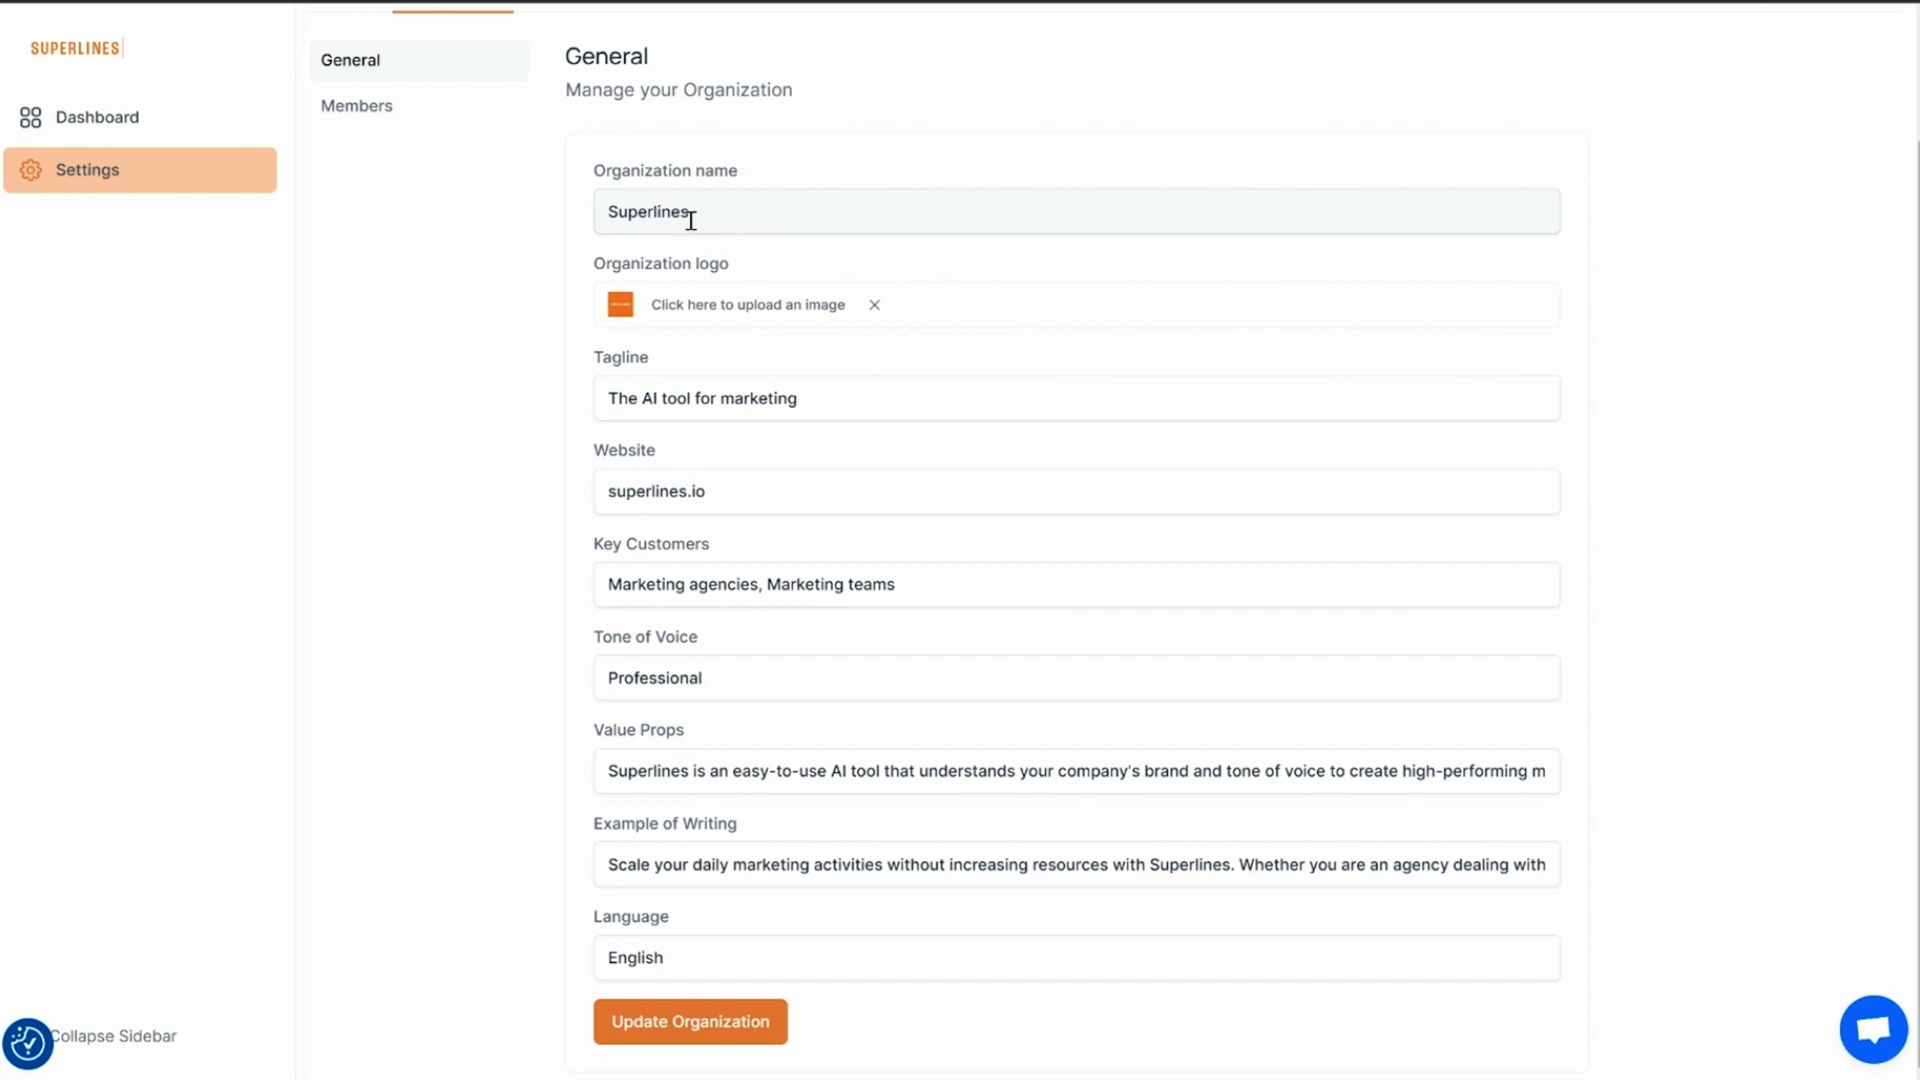 SUPERLINES
Dashboard
Settings
General
Members
General
Manage your Organization
Organization name
Superlines
Organization logo
Click here to upload an image
Tagline
The AI tool for marketing
Website
superlines.io
Key Customers
Marketing agencies, Marketing teams
Tone of Voice
Professional
Value Props
Superlines is an easy-to-use AI tool that understands your company's brand and tone of voice to create high-performing m
Example of Writing
Scale your daily marketing activities without increasing resources with Superlines. Whether you are an agency dealing with
Language
English
Update Organization
Collapse Sidebar